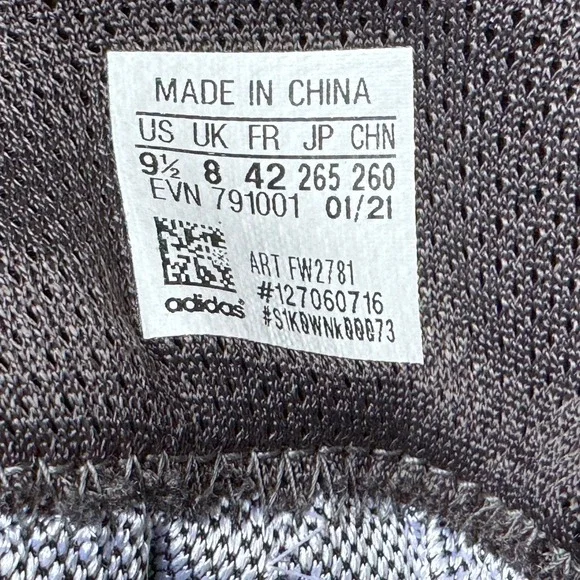 MADE IN CHINA
US UK FR JP CHN
9½ 8 42 265 260
EVN 791001 01/21
ART FW2781
#127060716
adidas